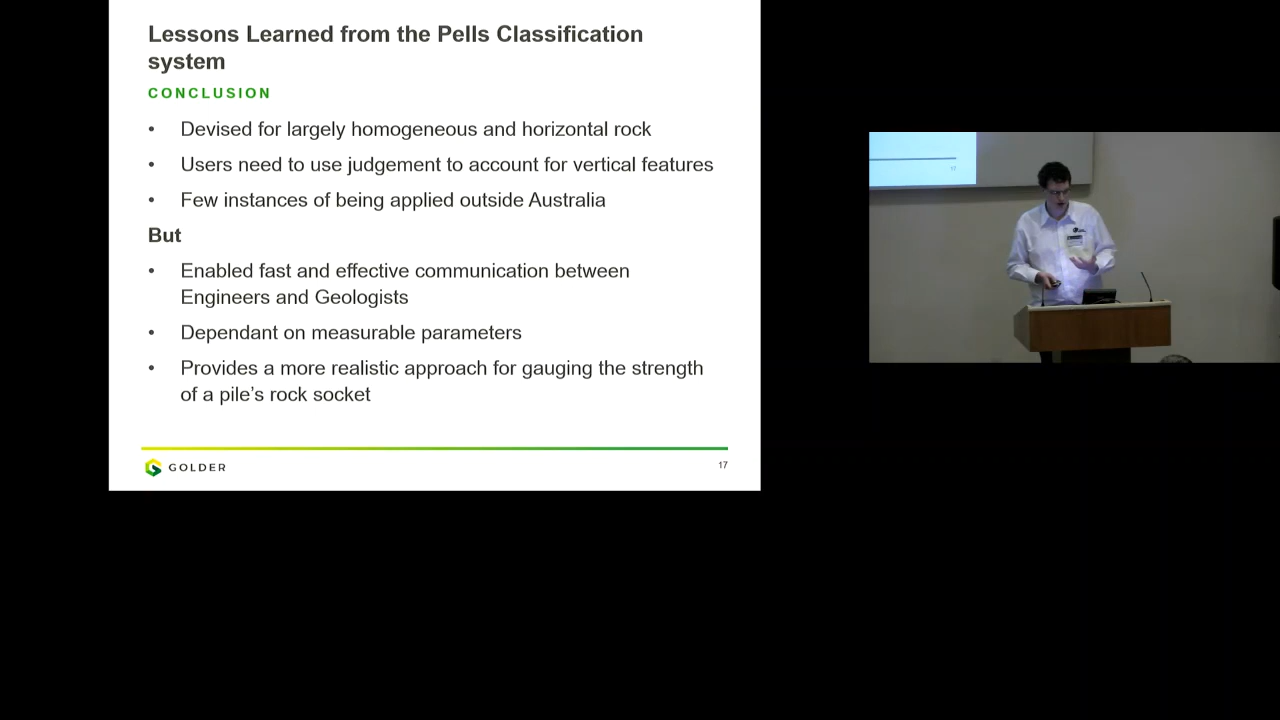 Lessons Learned from the Pells Classification
system
CONCLUSION
• Devised for largely homogeneous and horizontal rock
• Users need to use judgement to account for vertical features
• Few instances of being applied outside Australia
But
• Enabled fast and effective communication between
Engineers and Geologists
• Dependant on measurable parameters
• Provides a more realistic approach for gauging the strength
of a pile's rock socket
GOLDER
17